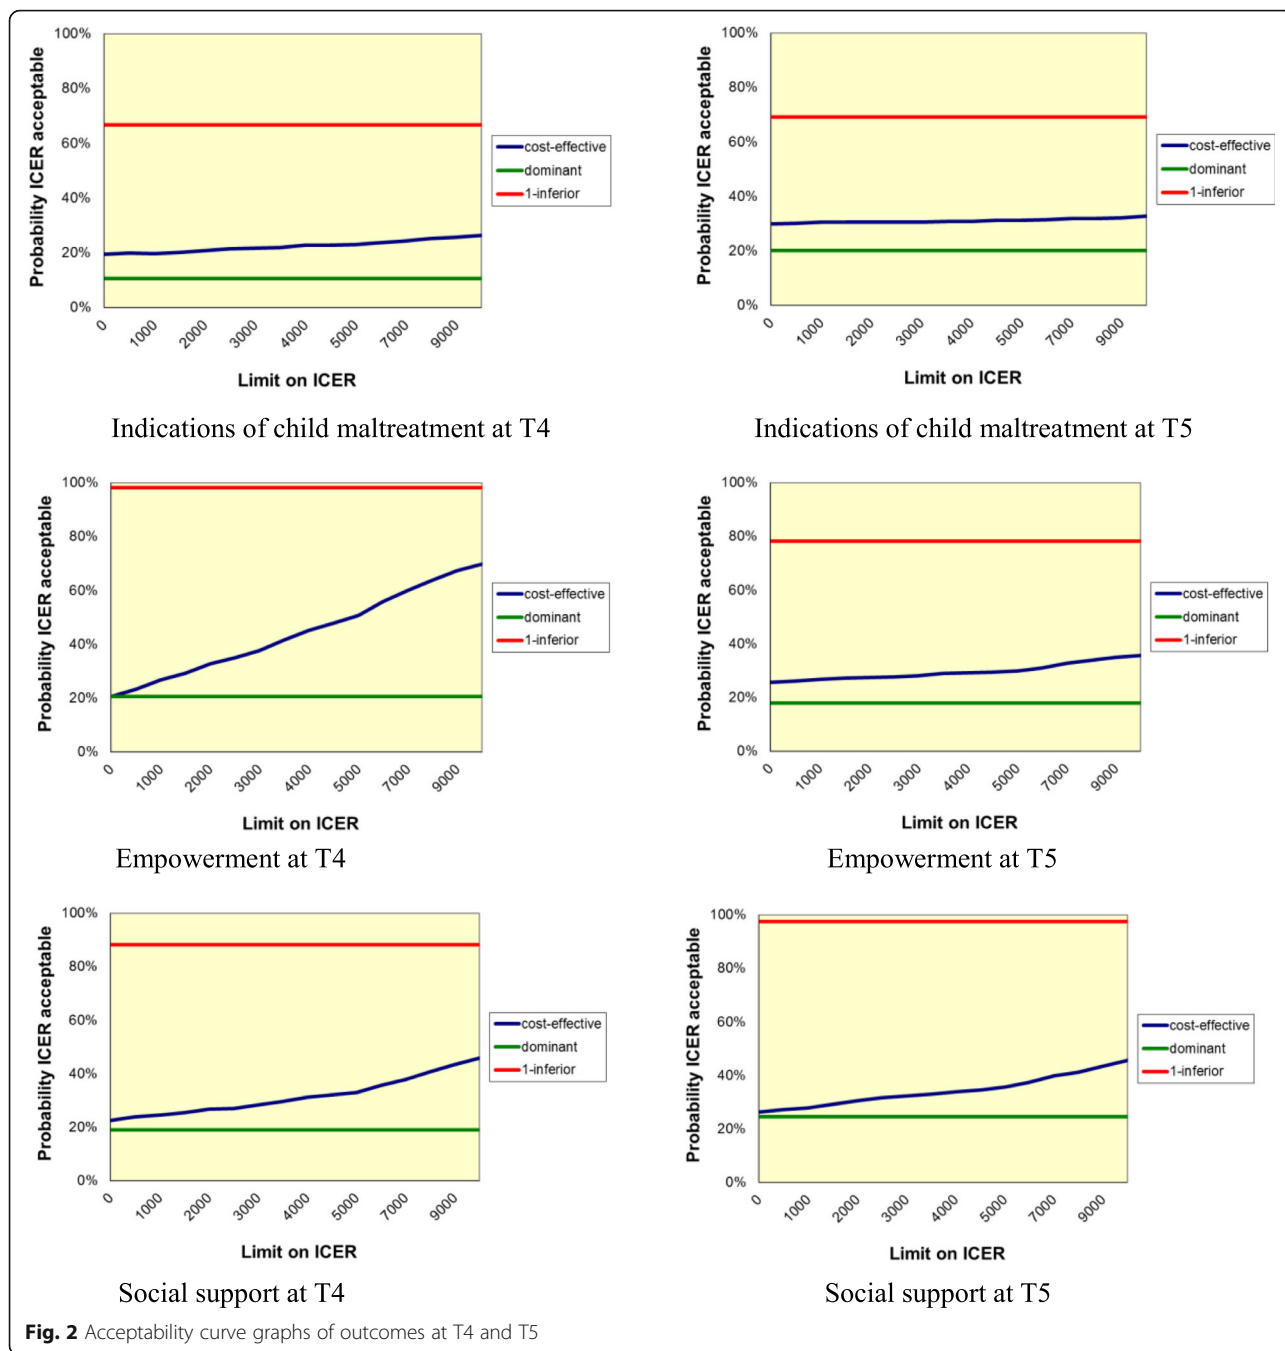 Probability ICER acceptable
100%
80%
60%
40%
20%
0%
0
1000
2000
3000
4000
5000
7000
9000
Limit on ICER
cost-effective
dominant
1-inferior
Indications of child maltreatment at T4
Probability ICER acceptable
100%
80%
60%
40%
20%
0%
0
1000
2000
3000
4000
5000
7000
9000
Limit on ICER
cost-effective
dominant
1-inferior
Indications of child maltreatment at T5
Probability ICER acceptable
100%
80%
60%
40%
20%
0%
0
1000
2000
3000
4000
5000
7000
9000
Limit on ICER
cost-effective
dominant
1-inferior
Empowerment at T4
Probability ICER acceptable
100%
80%
60%
40%
20%
0%
0
1000
2000
3000
4000
5000
7000
9000
Limit on ICER
cost-effective
dominant
1-inferior
Empowerment at T5
Probability ICER acceptable
100%
80%
60%
40%
20%
0%
0
1000
2000
3000
4000
5000
7000
9000
Limit on ICER
cost-effective
dominant
1-inferior
Social support at T4
Probability ICER acceptable
100%
80%
60%
40%
20%
0%
0
1000
2000
3000
4000
5000
7000
9000
Limit on ICER
cost-effective
dominant
1-inferior
Social support at T5
Fig. 2 Acceptability curve graphs of outcomes at T4 and T5